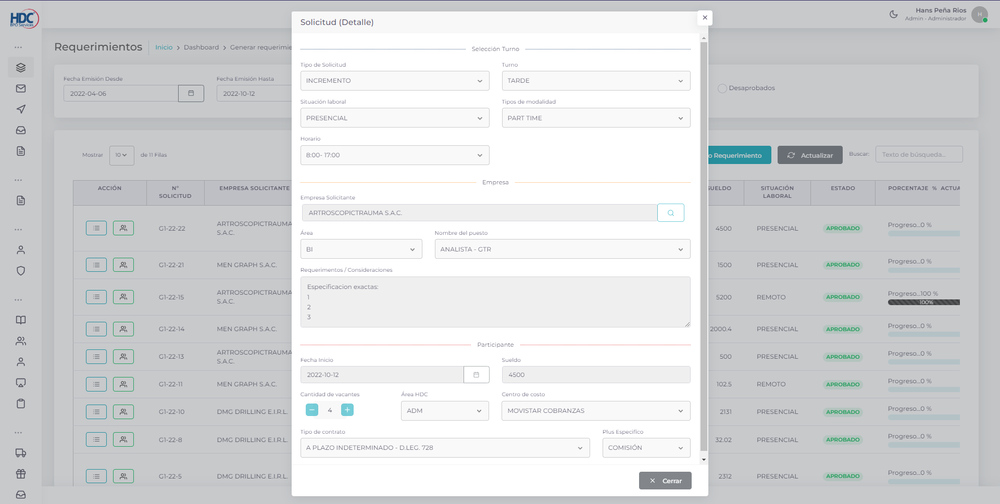 HDC
BPO Services
Hans Peña Rios
Admin - Administrador
H
Requerimientos
Inicio
Dashboard
Generar requerimie
Fecha Emisión Desde
2022-04-06
Fecha Emisión Hasta
2022-10-12
Desaprobados
Mostrar
10
de 11 Filas
o Requerimiento
Actualizar
Buscar:
Texto de búsqueda...
ACCIÓN
N°
SOLICITUD
EMPRESA SOLICITANTE
SUELDO
SITUACIÓN
LABORAL
ESTADO
PORCENTAJE % ACTUA
G1-22-22
ARTROSCOPICTRAUMA
S.A.C.
4500
PRESENCIAL
APROBADO
Progreso...0 %
G1-22-21
MEN GRAPH S.A.C.
1500
PRESENCIAL
APROBADO
Progreso...0 %
G1-22-15
ARTROSCOPICTRAUMA
S.A.C.
5200
REMOTO
APROBADO
Progreso...100 %
100%
G1-22-14
MEN GRAPH S.A.C.
2000.4
PRESENCIAL
APROBADO
Progreso...0 %
G1-22-13
ARTROSCOPICTRAUMA
S.A.C.
500
PRESENCIAL
APROBADO
Progreso...0 %
G1-22-11
MEN GRAPH S.A.C.
102.5
REMOTO
APROBADO
Progreso...0 %
G1-22-10
DMG DRILLING E.I.R.L.
2131
PRESENCIAL
APROBADO
Progreso...0 %
G1-22-8
DMG DRILLING E.I.R.L.
32.02
PRESENCIAL
APROBADO
Progreso...0 %
G1-22-5
DMG DRILLING E.I.R.L.
2312
PRESENCIAL
APROBADO
Progreso...0 %
Solicitud (Detalle)
Selección Turno
Tipo de Solicitud
INCREMENTO
Turno
TARDE
Situación laboral
PRESENCIAL
Tipos de modalidad
PART TIME
Horario
8:00- 17:00
Empresa
Empresa Solicitante
ARTROSCOPICTRAUMA S.A.C.
Área
BI
Nombre del puesto
ANALISTA - GTR
Requerimentos / Consideraciones
Especificacion exactas:
1
2
3
Participante
Fecha Inicio
2022-10-12
Sueldo
4500
Cantidad de vacantes
4
Área HDC
ADM
Centro de costo
MOVISTAR COBRANZAS
Tipo de contrato
A PLAZO INDETERMINADO - D.LEG. 728
Plus Especifíco
COMISIÓN
Cerrar